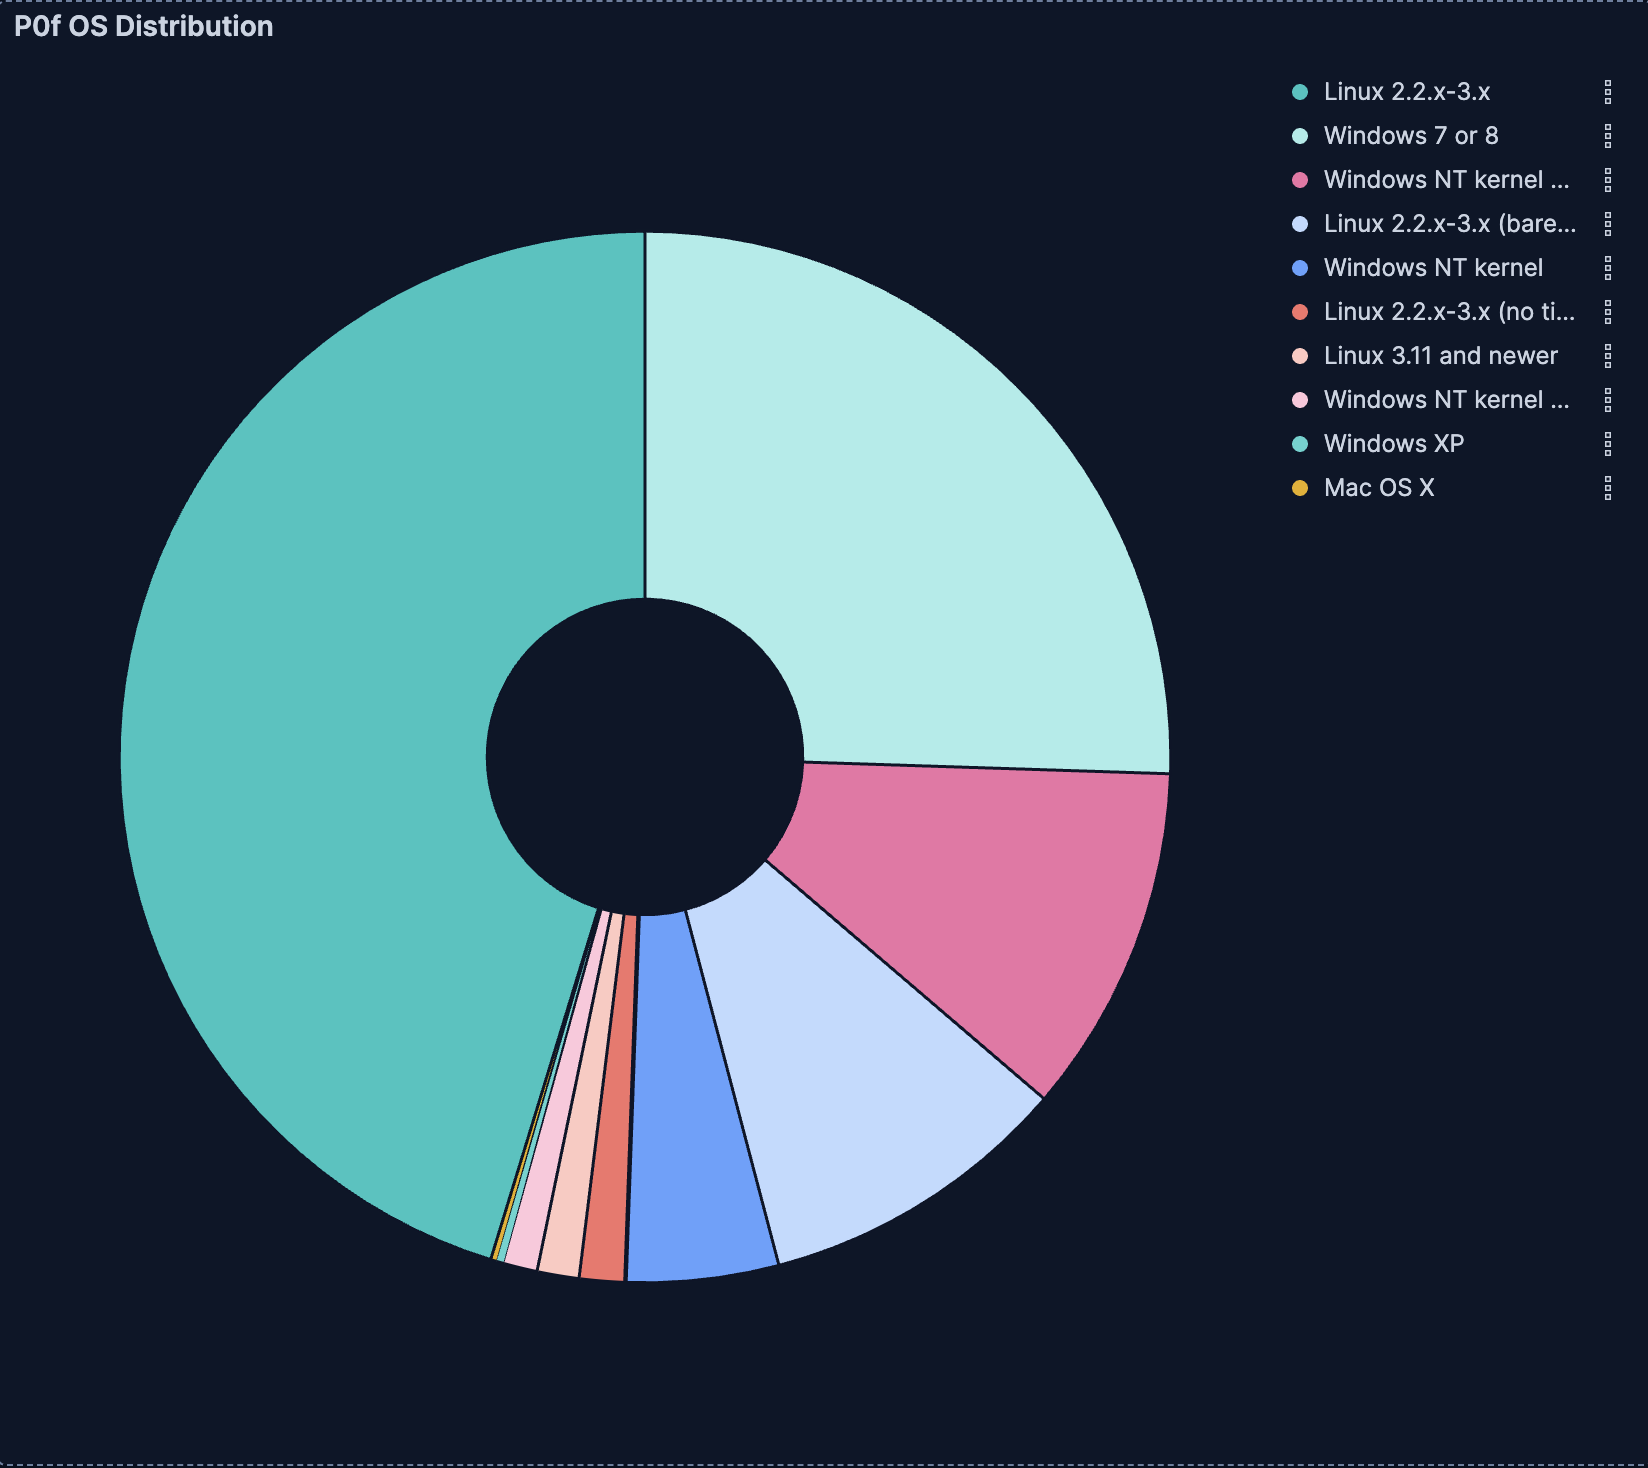 P0f OS Distribution
Linux 2.2.x-3.x
Windows 7 or 8
Windows NT kernel ...
Linux 2.2.x-3.x (bare...
Windows NT kernel
Linux 2.2.x-3.x (no ti...
Linux 3.11 and newer
Windows NT kernel ...
Windows XP
Mac OS X